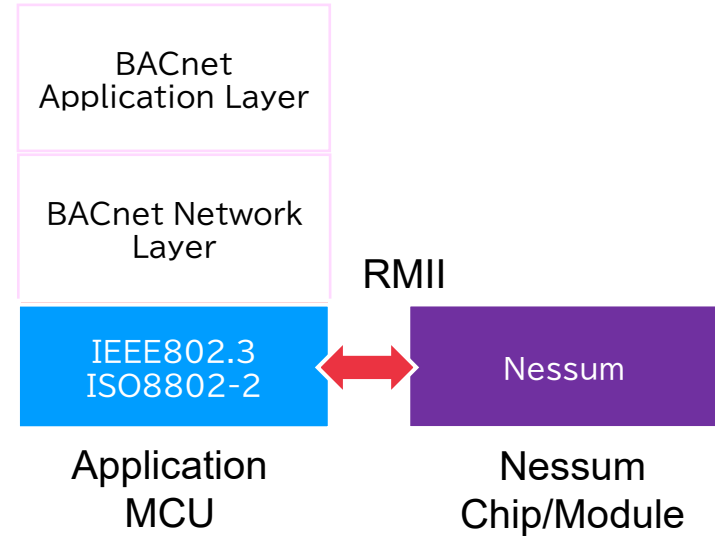 BACnet
Application Layer
BACnet Network
Layer
RMII
IEEE802.3
ISO8802-2
Nessum
Application
MCU
Nessum
Chip/Module